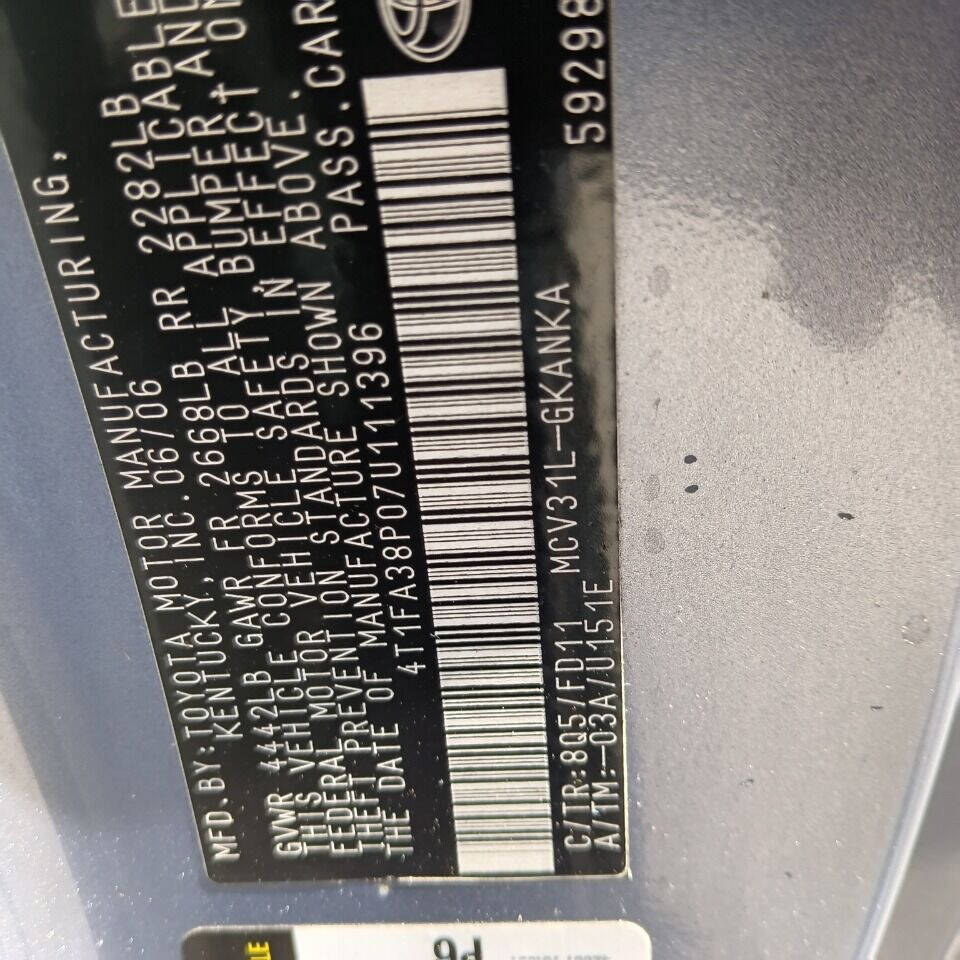 MFD.BY:TOYOTA MOTOR MANUFACTURING,
KENTUCKY, INC. 06/06
GVWR 4442LB GAWR FR 2668LB RR 2282LB
THIS VEHICLE CONFORMS TO ALL APPLICABLE
FEDERAL MOTOR VEHICLE SAFETY, BUMPER, AND
THEFT PREVENTION STANDARDS IN EFFECT ON
THE DATE OF MANUFACTURE SHOWN ABOVE.
4T1FA38P07U111396 PASS.CAR
C/TR:8Q5/FD11 MCV31L-GKANKA
A/TM:-03A/U151E 59298